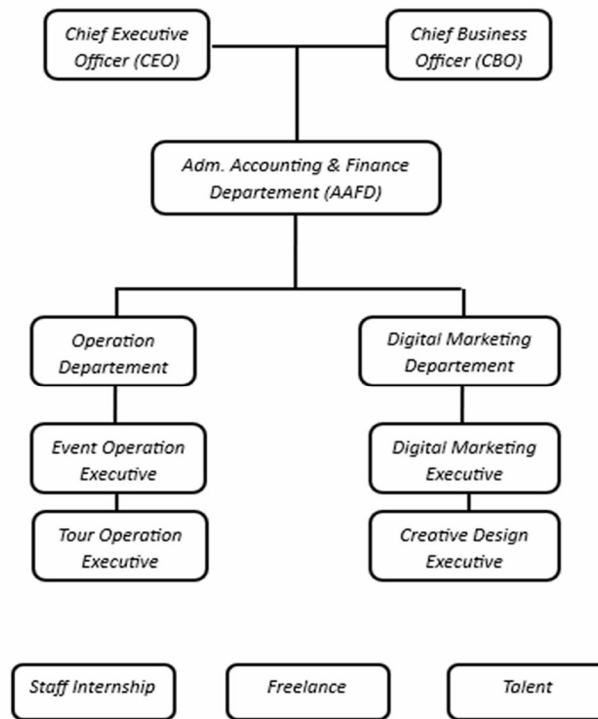 Chief Executive
Officer (CEO)
Chief Business
Officer (CBO)
Adm. Accounting & Finance
Departement (AAFD)
Operation
Departement
Digital Marketing
Departement
Event Operation
Executive
Digital Marketing
Executive
Tour Operation
Executive
Creative Design
Executive
Staff Internship
Freelance
Talent